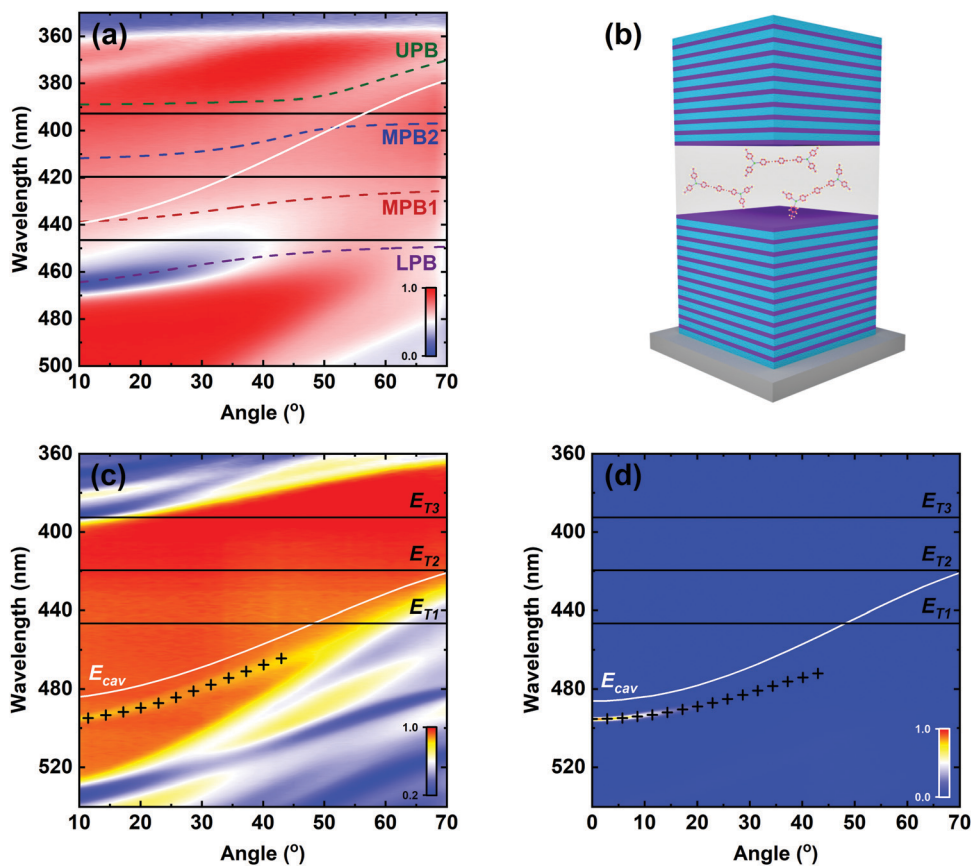 (a)
360
380
400
420
440
460
480
500
Wavelength (nm)
UPB
MPB2
MPB1
LPB
1.0
0.0
10 20 30 40 50 60 70
Angle (°)
(b)
(c)
360
400
440
480
520
Wavelength (nm)
E_T3
E_T2
E_T1
E_cav
1.0
0.2
10 20 30 40 50 60 70
Angle (°)
(d)
360
400
440
480
520
Wavelength (nm)
E_T3
E_T2
E_T1
E_cav
1.0
0.0
0 10 20 30 40 50 60 70
Angle (°)